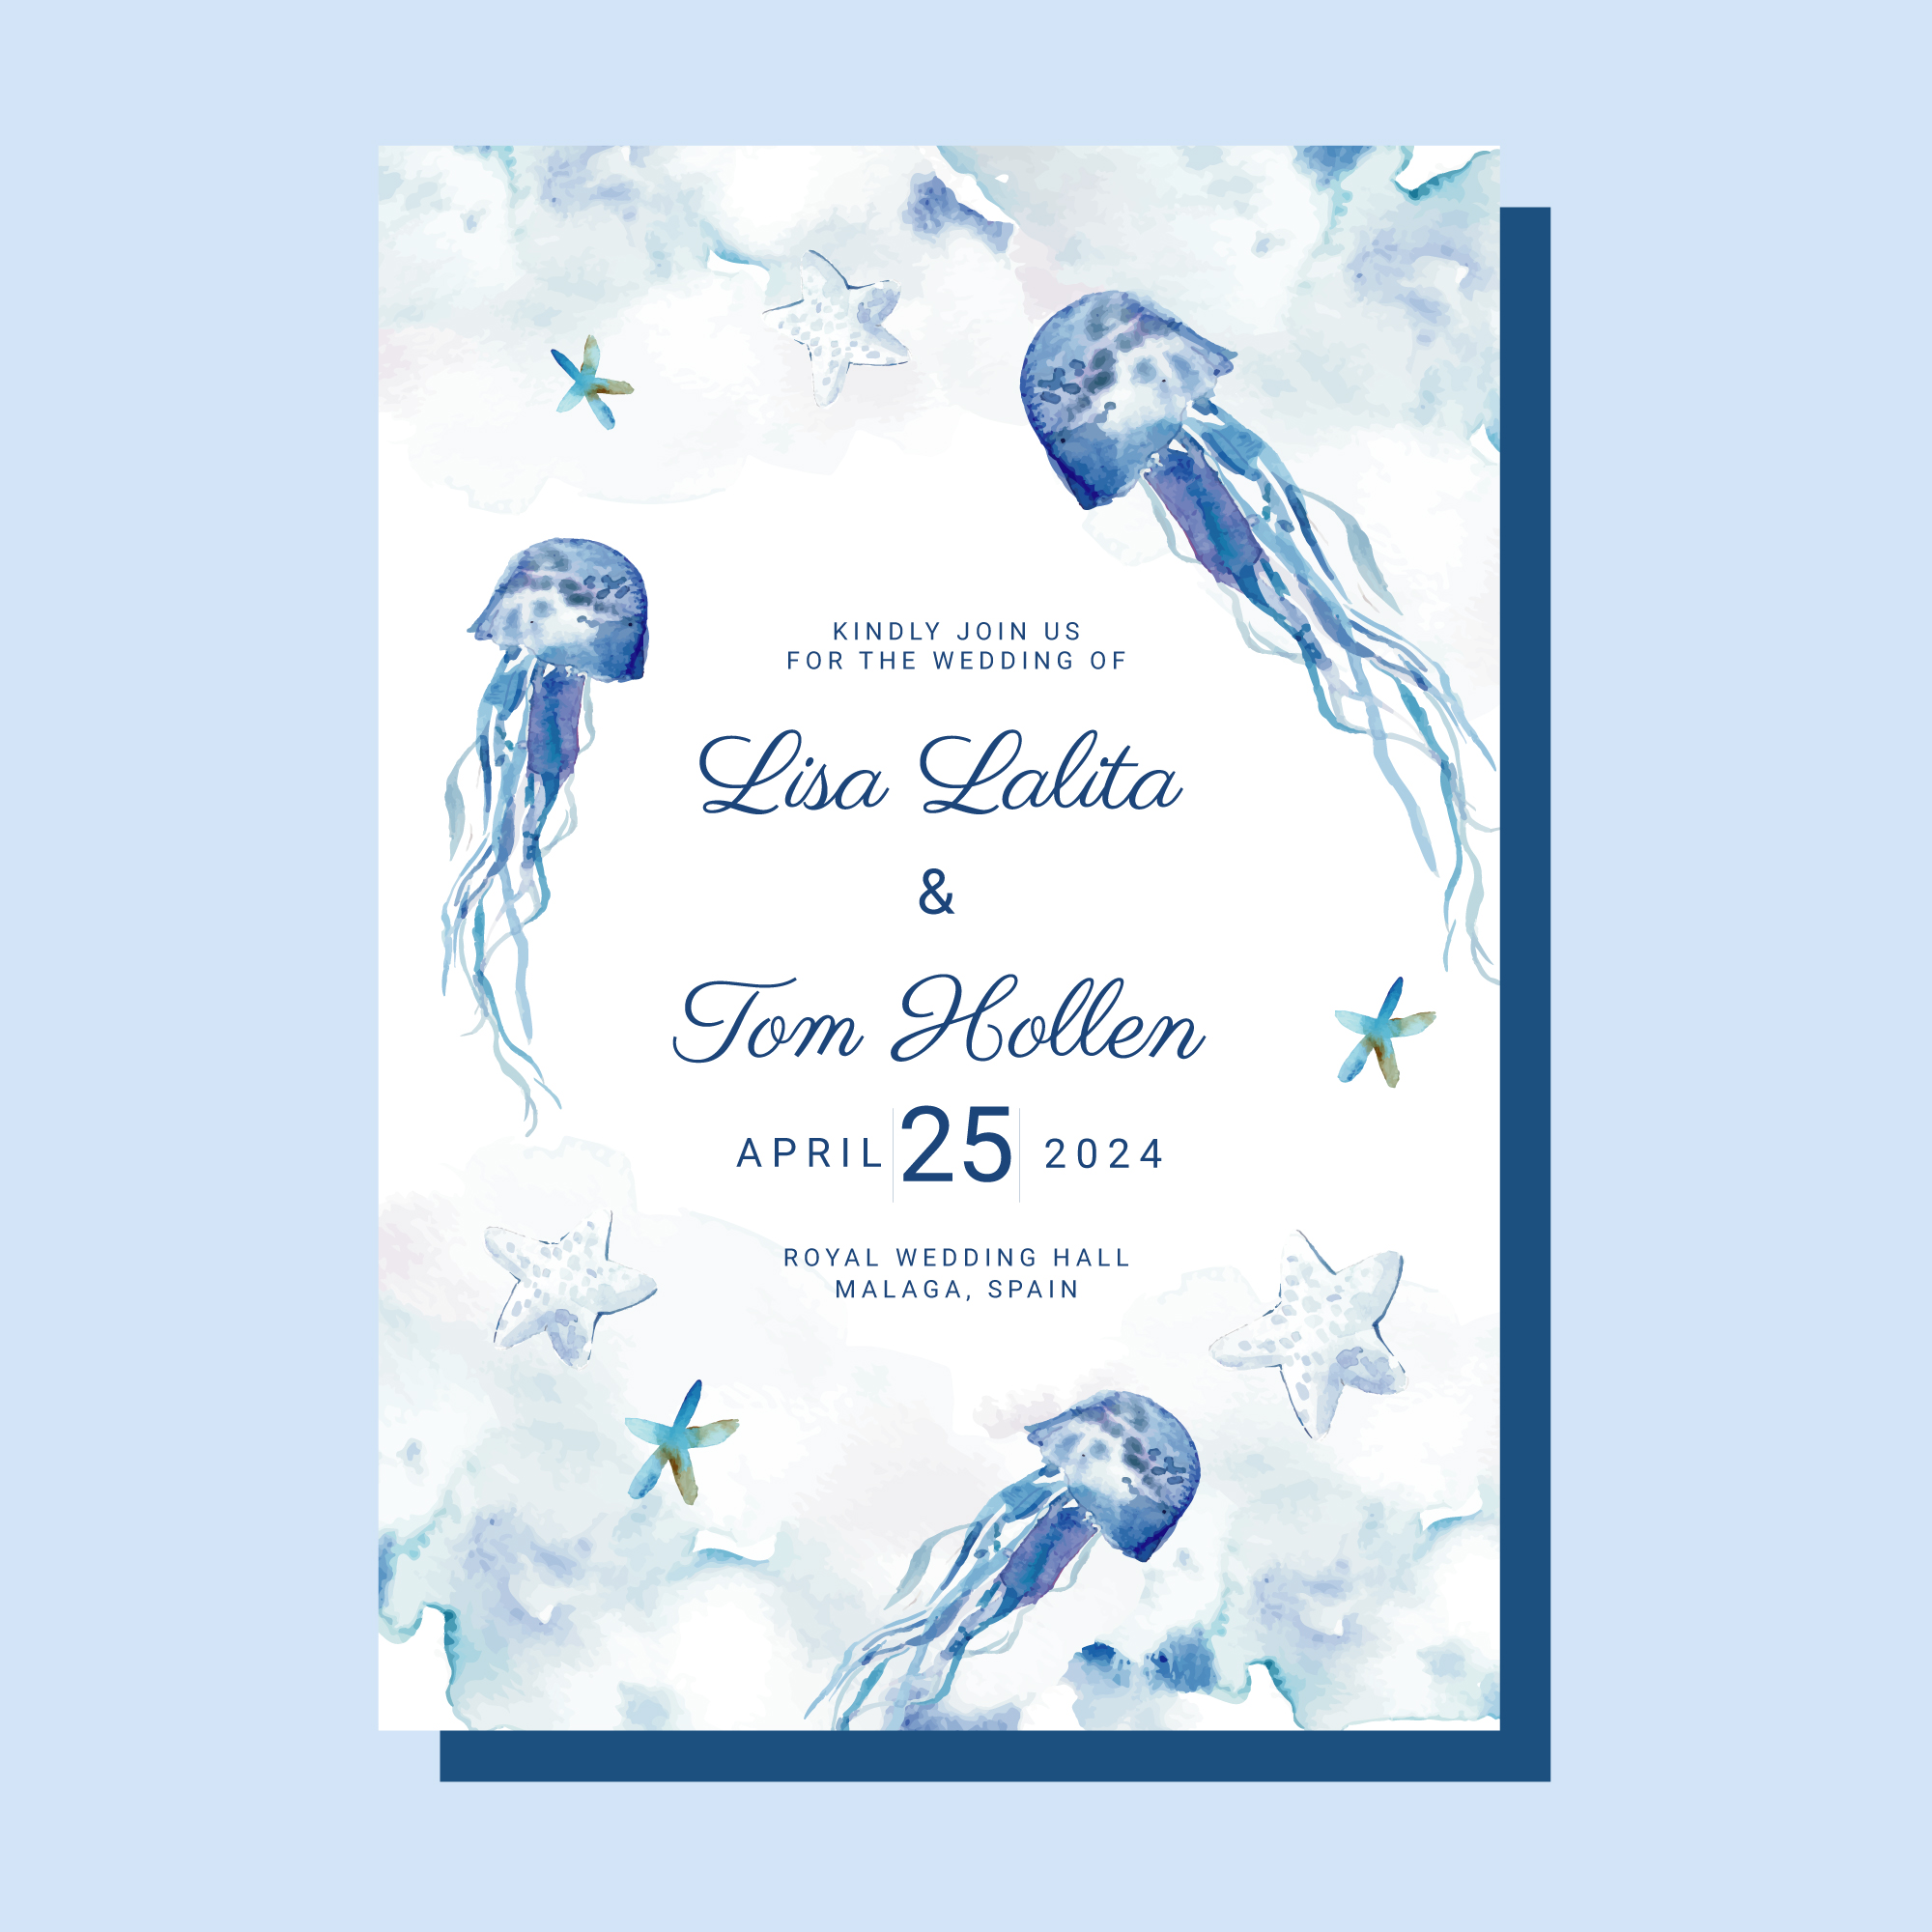 KINDLY JOIN US
FOR THE WEDDING OF
Lisa Lalita
&
Tom Hollen
APRIL 25 2024
ROYAL WEDDING HALL
MALAGA, SPAIN